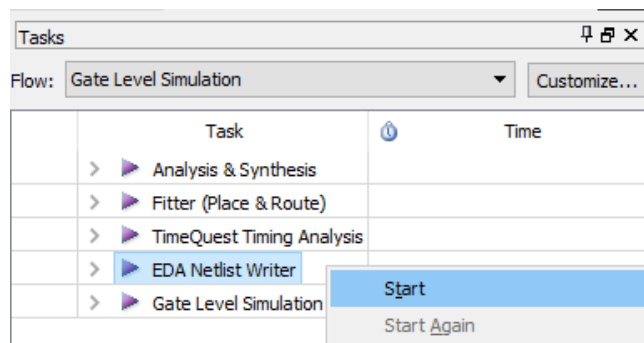 Tasks
Flow: Gate Level Simulation Customize...
Task Time
Analysis & Synthesis
Fitter (Place & Route)
TimeQuest Timing Analysis
EDA Netlist Writer
Start
Gate Level Simulation
Start Again